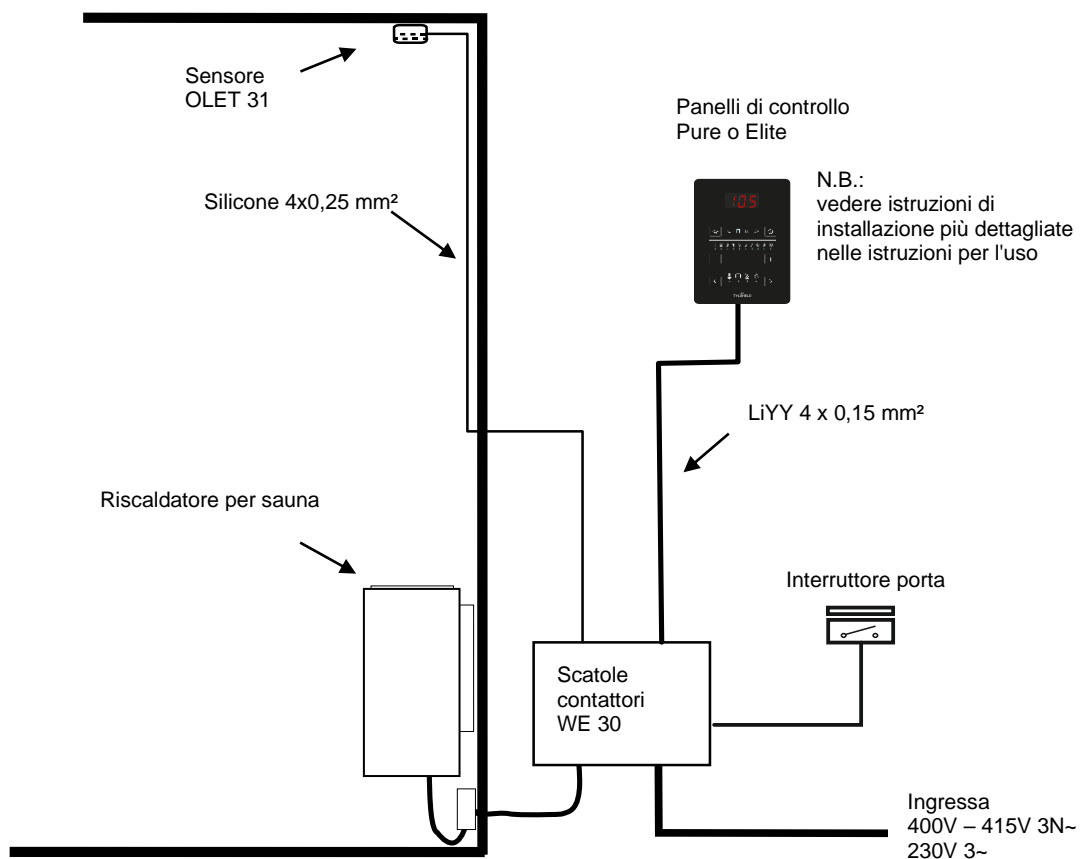 Sensore
OLET 31
Panelli di controllo
Pure o Elite
N.B.:
vedere istruzioni di
installazione più dettagliate
nelle istruzioni per l'uso
105
Silicone 4x0,25 mm²
LiYY 4 x 0,15 mm²
Riscaldatore per sauna
Interruttore porta
Scatole
contattori
WE 30
Ingressa
400V – 415V 3N~
230V 3~